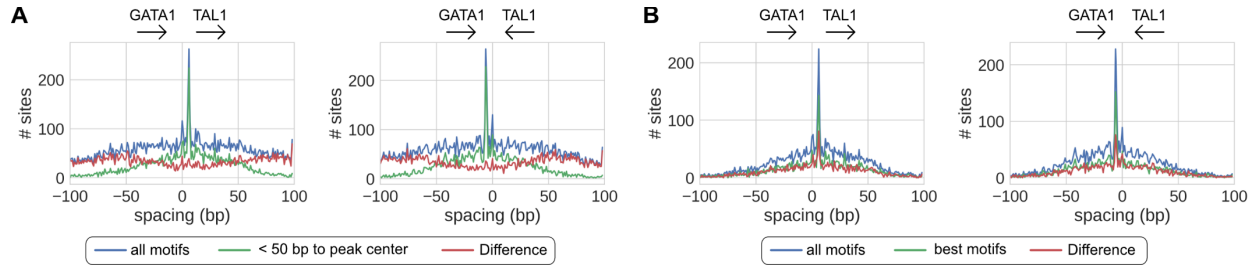 A
GATA1 TAL1
# sites
200
100
0
−100 −50 0 50 100
spacing (bp)
GATA1 TAL1
# sites
200
100
0
−100 −50 0 50 100
spacing (bp)
all motifs < 50 bp to peak center Difference
B
GATA1 TAL1
# sites
200
100
0
−100 −50 0 50 100
spacing (bp)
GATA1 TAL1
# sites
200
100
0
−100 −50 0 50 100
spacing (bp)
all motifs best motifs Difference